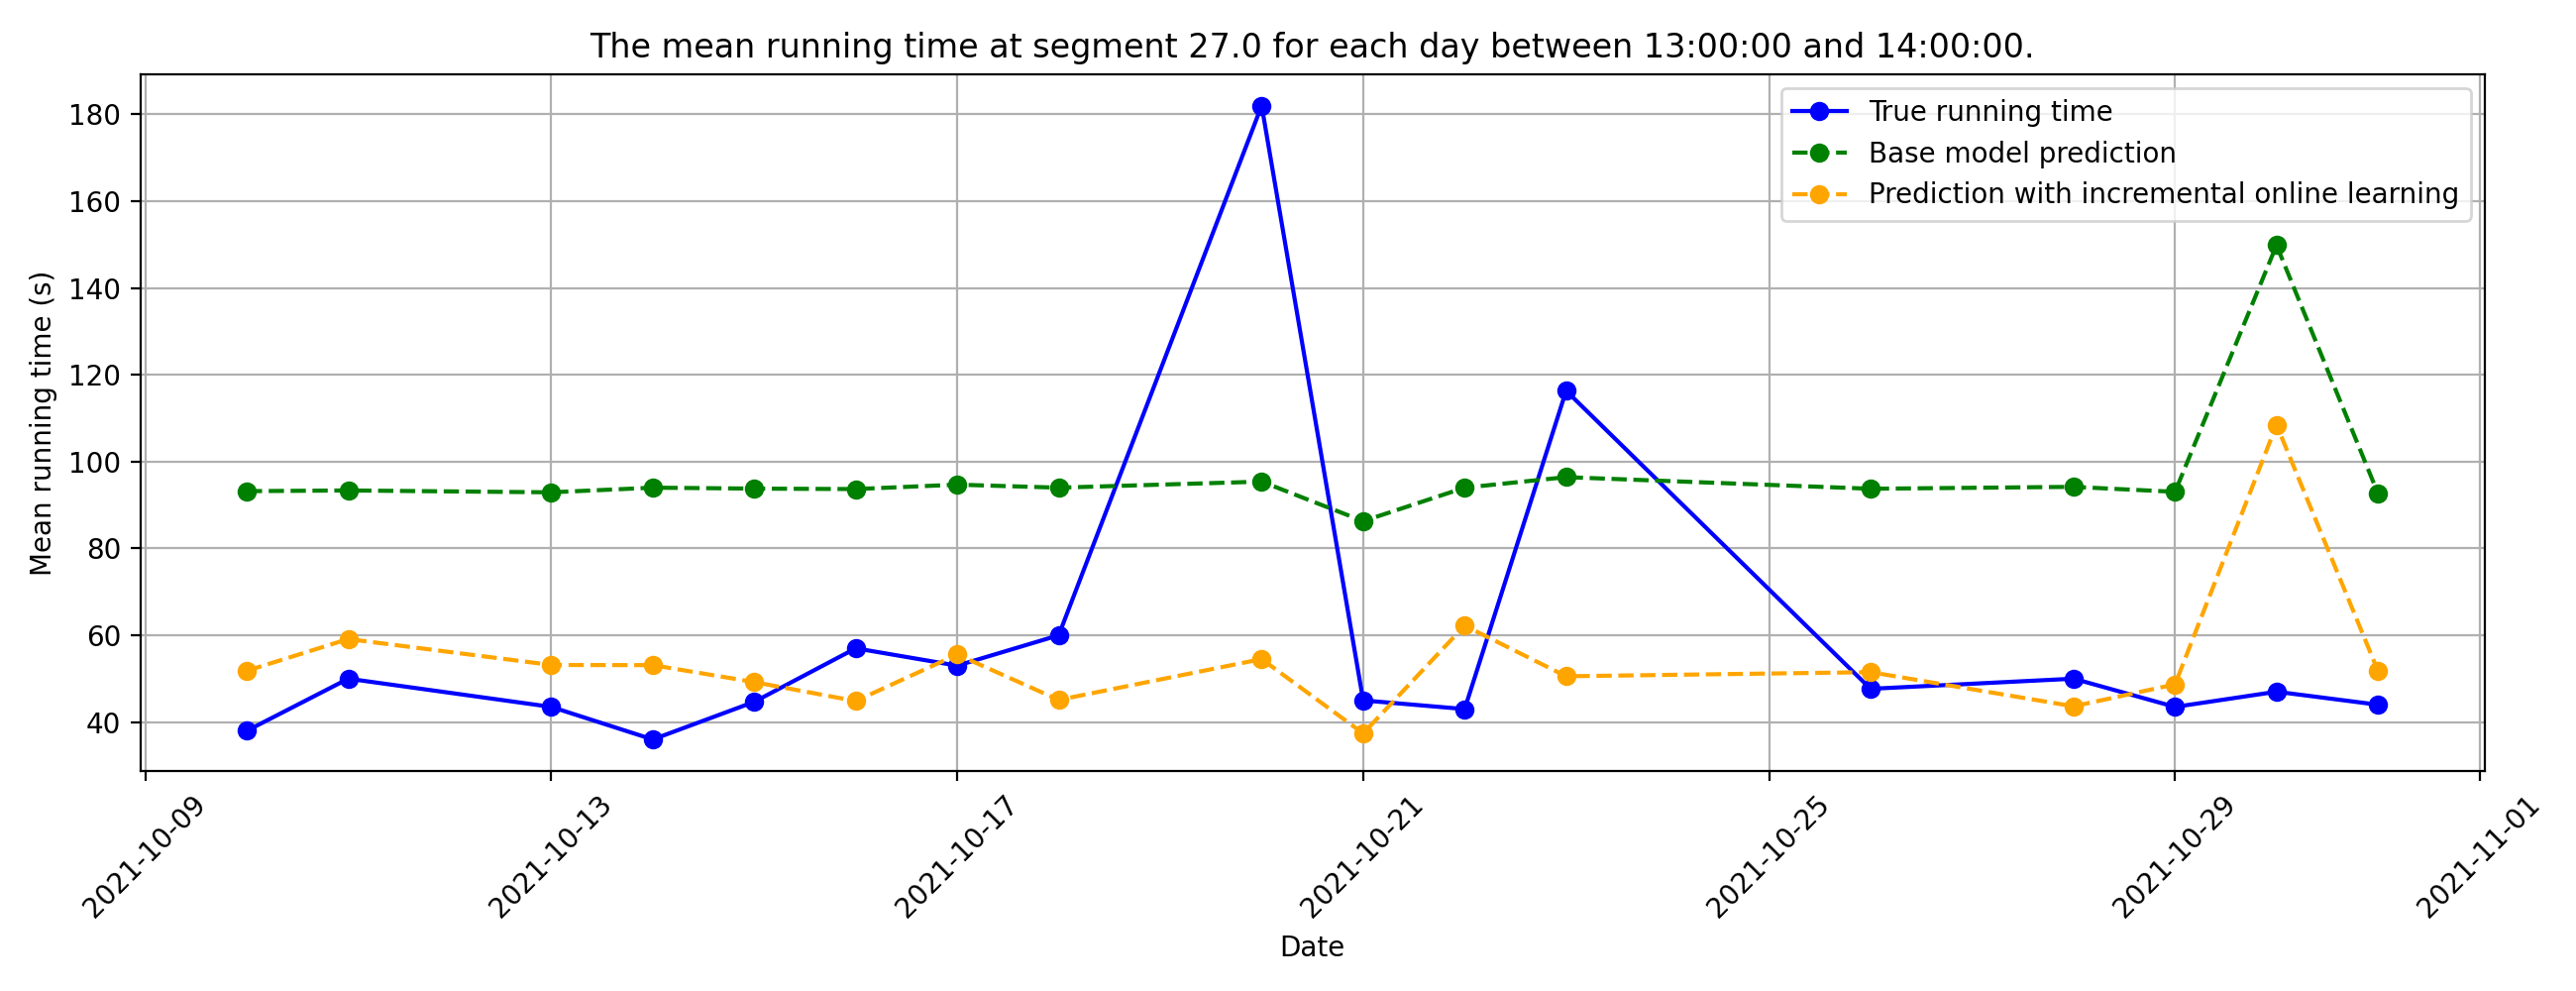 The mean running time at segment 27.0 for each day between 13:00:00 and 14:00:00.
True running time
Base model prediction
Prediction with incremental online learning
Mean running time (s)
180
160
140
120
100
80
60
40
2021-10-09
2021-10-13
2021-10-17
2021-10-21
2021-10-25
2021-10-29
2021-11-01
Date